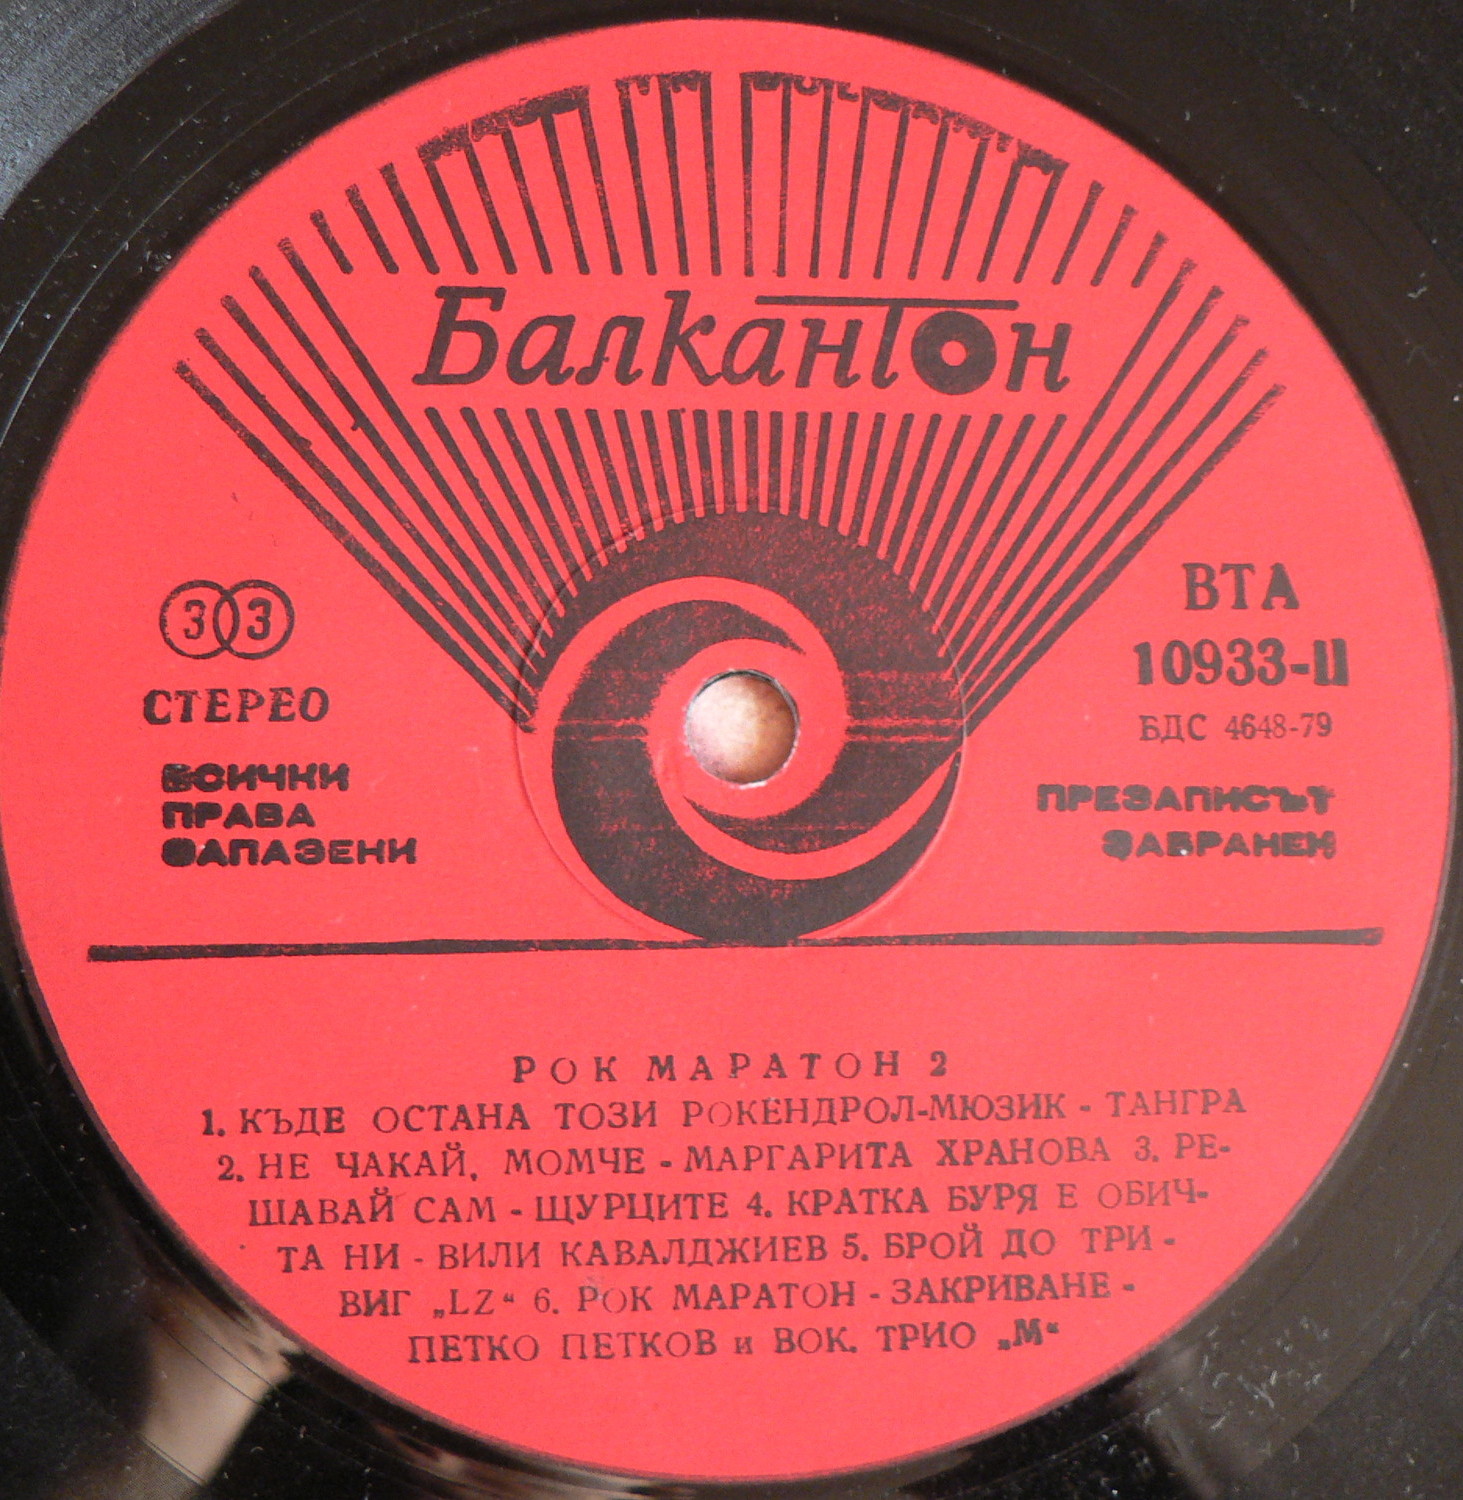 Балкантон
33
СТЕРЕО
ВСИЧКИ
ПРАВА
ЗАПАЗЕНИ
ВТА
10933-II
БДС 4648-79
ПРЕЗАПИСЪТ
ЗАБРАНЕН
РОК МАРАТОН 2
1. КЪДЕ ОСТАНА ТОЗИ РОКЕНДРОЛ-МЮЗИК - ТАНГРА
2. НЕ ЧАКАЙ, МОМЧЕ - МАРГАРИТА ХРАНОВА 3. РЕ-
ШАВАЙ САМ - ЩУРЦИТЕ 4. КРАТКА БУРЯ Е ОБИЧ-
ТА НИ - ВИЛИ КАВАЛДЖИЕВ 5. БРОЙ ДО ТРИ -
ВИГ „LZ“ 6. РОК МАРАТОН - ЗАКРИВАНЕ -
ПЕТКО ПЕТКОВ и ВОК. ТРИО „М“